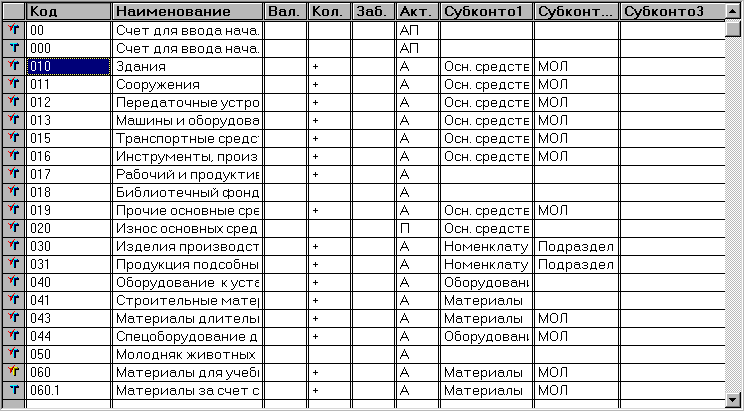 Код Наименование Вал. Кол. Заб. Акт. Субконто1 Субконт... Субконто3
00 Счет для ввода нача. АП
000 Счет для ввода нача. АП
010 Здания + А Осн. средстве МОЛ
011 Сооружения + А Осн. средстве МОЛ
012 Передаточные устро + А Осн. средстве МОЛ
013 Машины и оборудова + А Осн. средстве МОЛ
015 Транспортные средс + А Осн. средстве МОЛ
016 Инструменты, произ + А Осн. средстве МОЛ
017 Рабочий и продуктив + А
018 Библиотечный фонд А
019 Прочие основные сре + А Осн. средстве МОЛ
020 Износ основных сред П Осн. средстве
030 Изделия производст + А Номенклату Подраздел
031 Продукция подсобны + А Номенклату Подраздел
040 Оборудование к уста + А Оборудовани
041 Строительные матер + А Материалы
043 Материалы длителы + А Материалы МОЛ
044 Спецоборудование д + А Оборудовани МОЛ
050 Молодняк животных + А
060 Материалы для учеб + А Материалы МОЛ
060.1 Материалы за счет с + А Материалы МОЛ